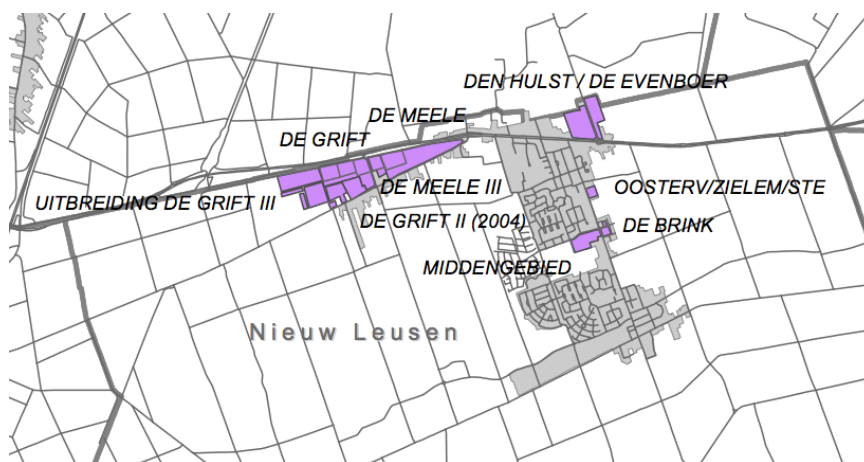 DEN HULST / DE EVENBOER
DE MEELE
DE GRIFT
DE MEELE III
OOSTERV/ZIELEM/STE
UITBREIDING DE GRIFT III
DE GRIFT II (2004)
DE BRINK
MIDDENGEBIED
Nieuw Leusen